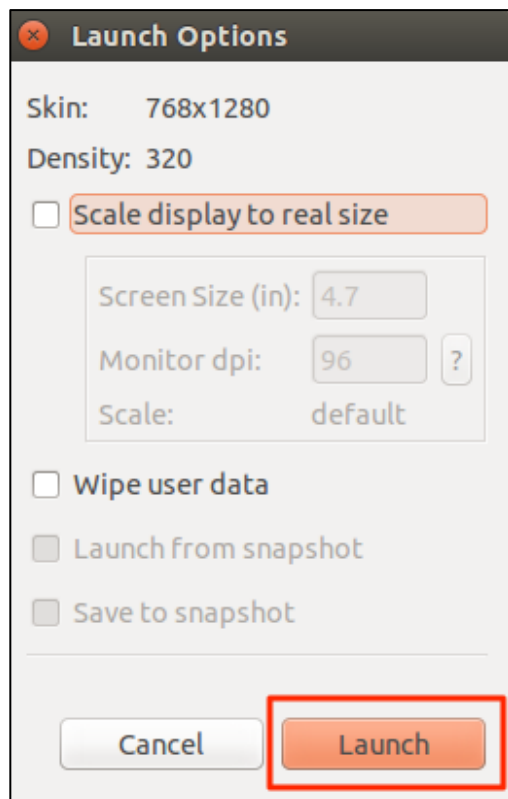 Launch Options
Skin: 768x1280
Density: 320
Scale display to real size
Screen Size (in): 4.7
Monitor dpi: 96 ?
Scale: default
Wipe user data
Launch from snapshot
Save to snapshot
Cancel Launch